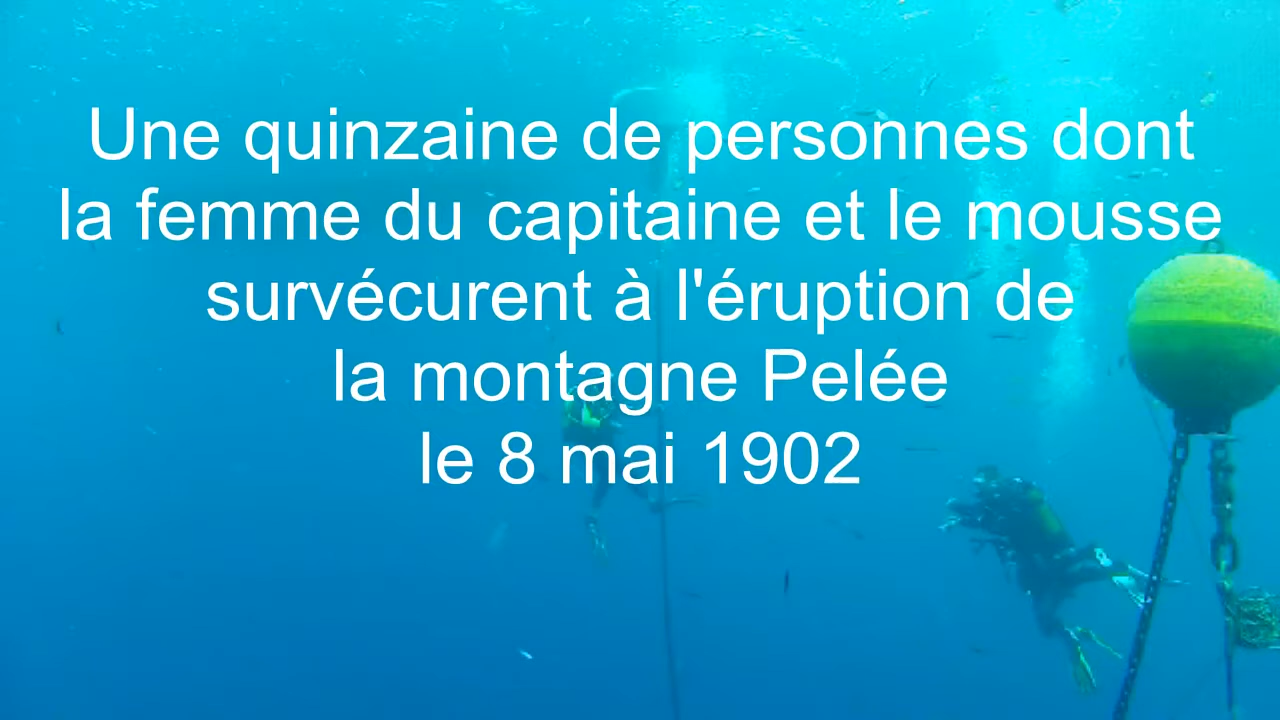 Une quinzaine de personnes dont
la femme du capitaine et le mousse
survécurent à l'éruption de
la montagne Pelée
le 8 mai 1902